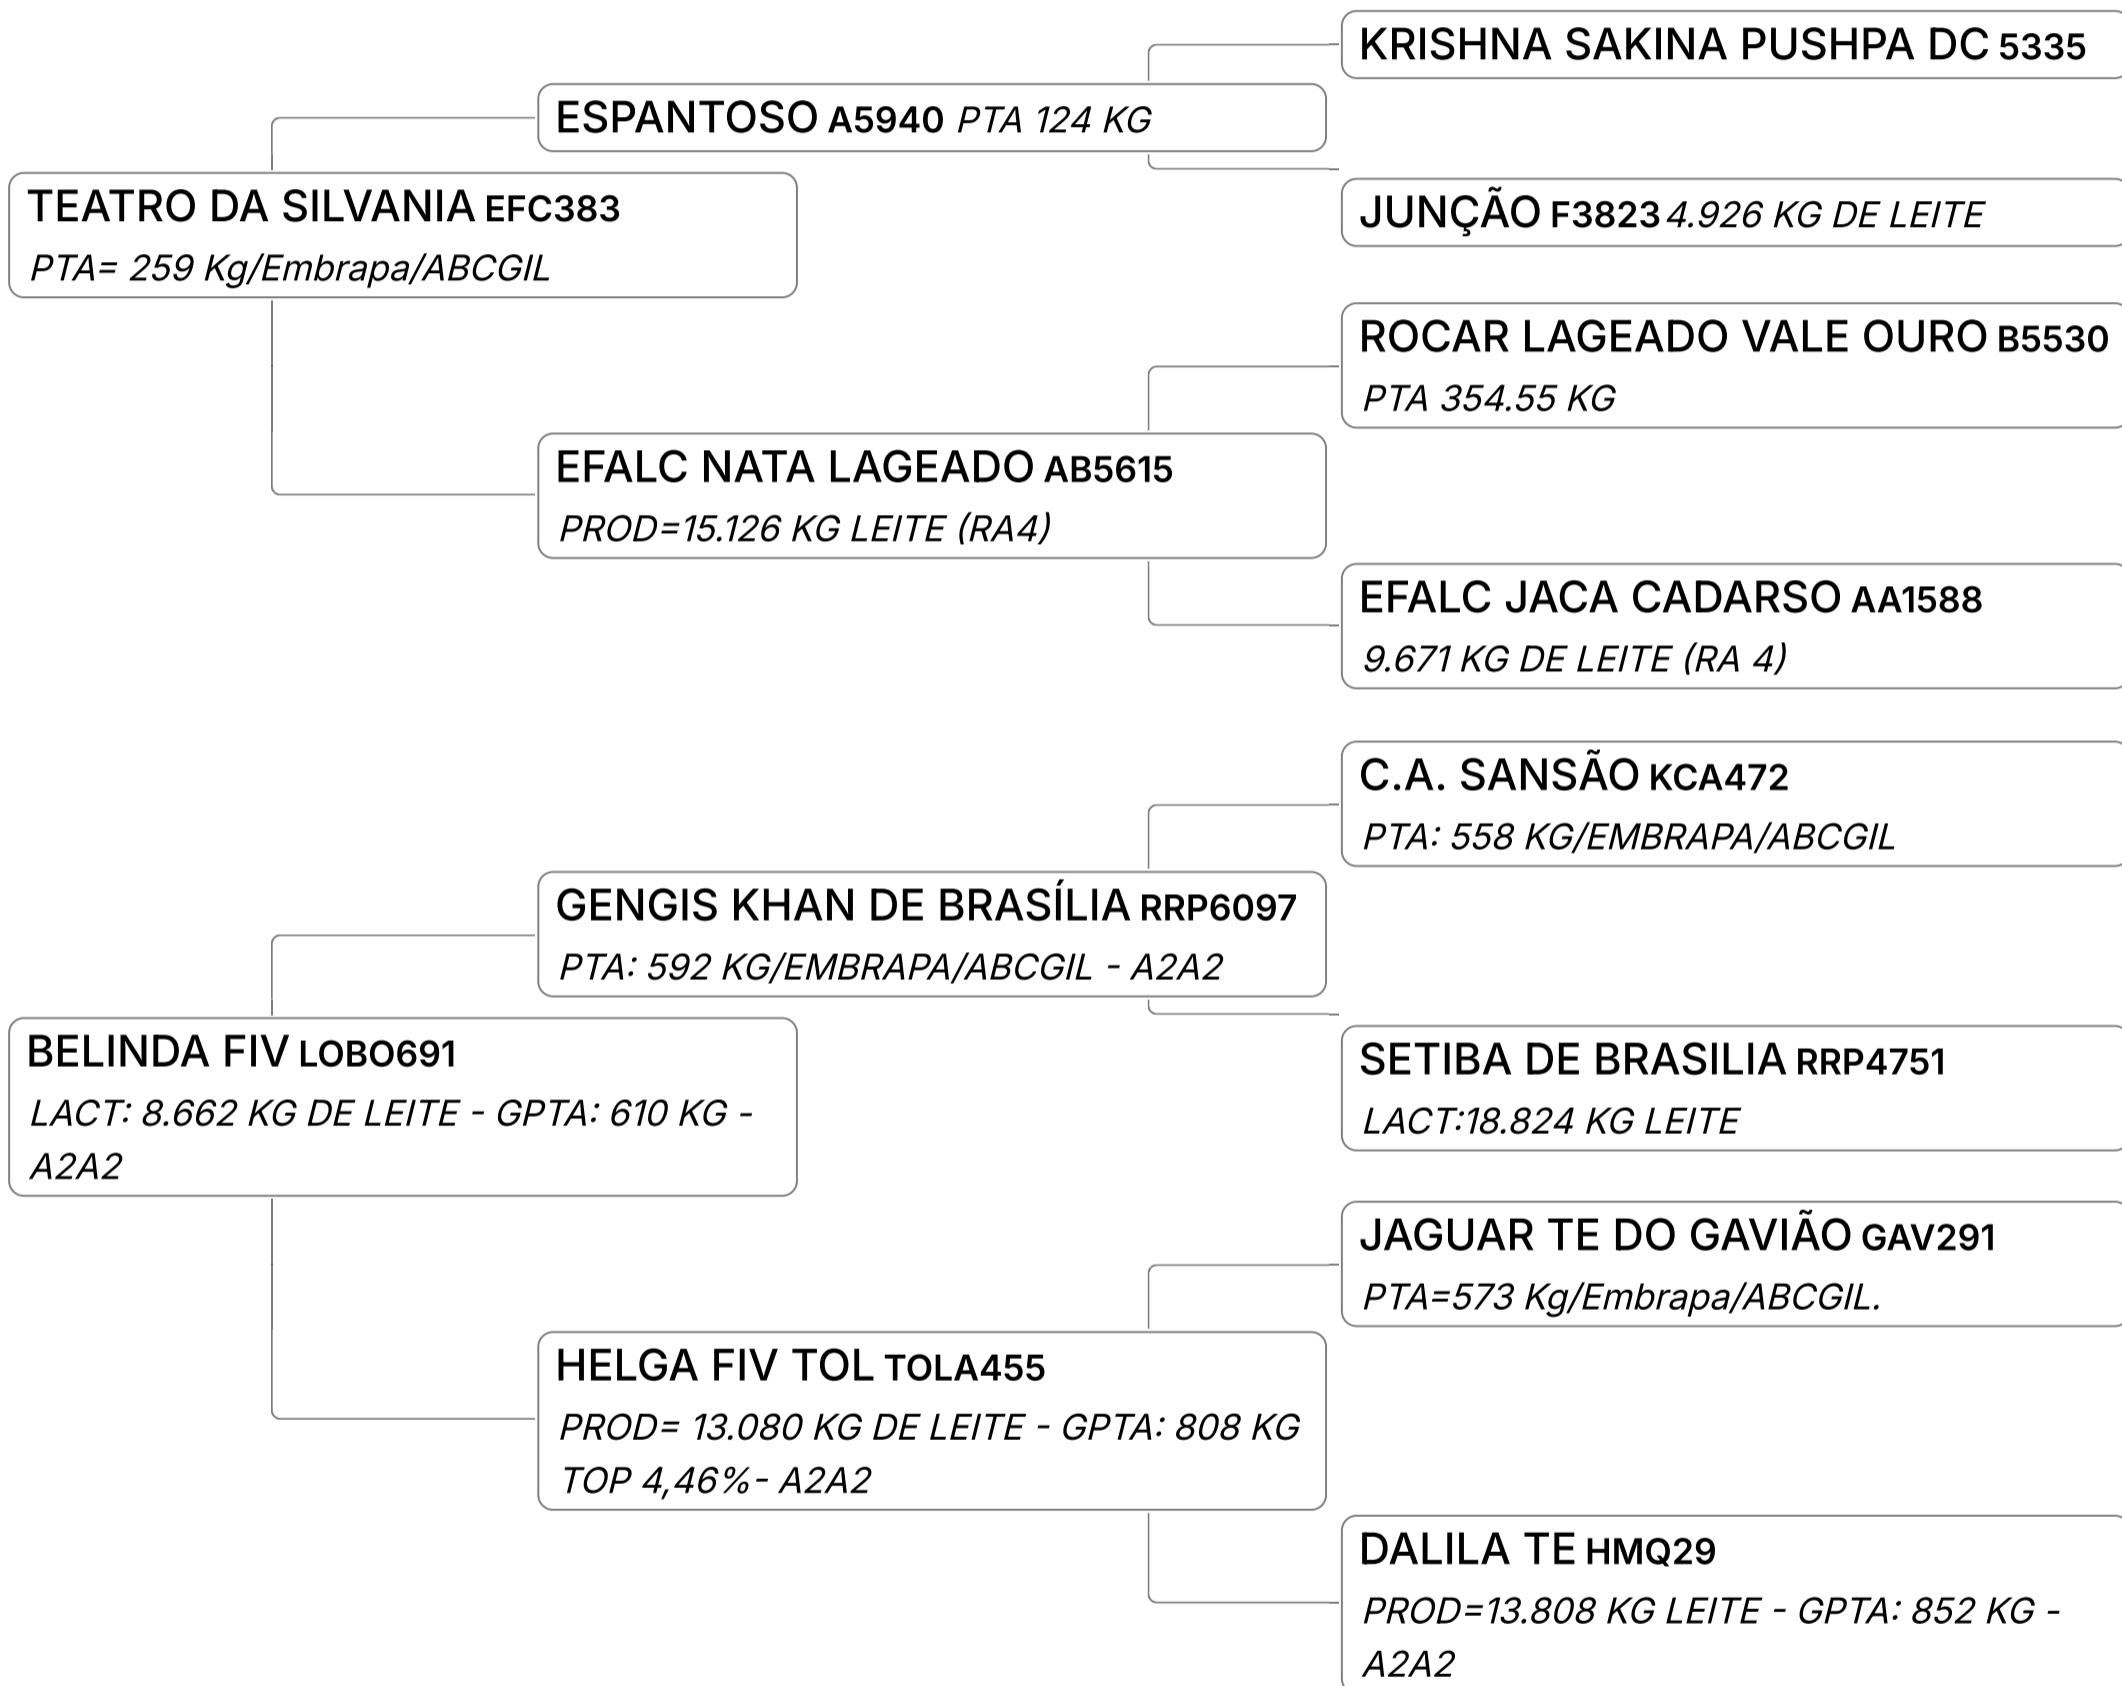 KRISHNA SAKINA PUSHPA DC 5335
ESPANTOSO A5940 PTA 124 KG
JUNÇÃO F3823 4.926 KG DE LEITE
TEATRO DA SILVANIA EFC383
PTA= 259 Kg/Embrapa/ABCGIL
ROCAR LAGEADO VALE OURO B5530
PTA 354.55 KG
EFALC NATA LAGEADO AB5615
PROD=15.126 KG LEITE (RA4)
EFALC JACA CADARSO AA1588
9.671 KG DE LEITE (RA 4)
C.A. SANSÃO KCA472
PTA: 558 KG/EMBRAPA/ABCGIL
GENGIS KHAN DE BRASÍLIA RRP6097
PTA: 592 KG/EMBRAPA/ABCGIL - A2A2
SETIBA DE BRASILIA RRP4751
LACT:18.824 KG LEITE
BELINDA FIV LOBO691
LACT: 8.662 KG DE LEITE - GPTA: 610 KG -
A2A2
JAGUAR TE DO GAVIÃO GAV291
PTA=573 Kg/Embrapa/ABCGIL.
HELGA FIV TOL TOLA455
PROD= 13.080 KG DE LEITE - GPTA: 808 KG
TOP 4,46%- A2A2
DALILA TE HMQ29
PROD=13.808 KG LEITE - GPTA: 852 KG -
A2A2